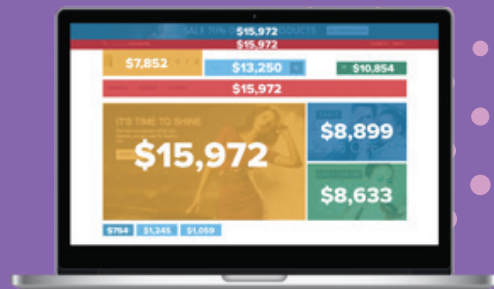 SALE 70% O
$15,972
PRODUCTS
$15,972
$7,852
$13,250
$10,854
$15,972
IT'S TIME TO SHINE
$15,972
$8,899
$8,633
$754 $1,245 $1,059